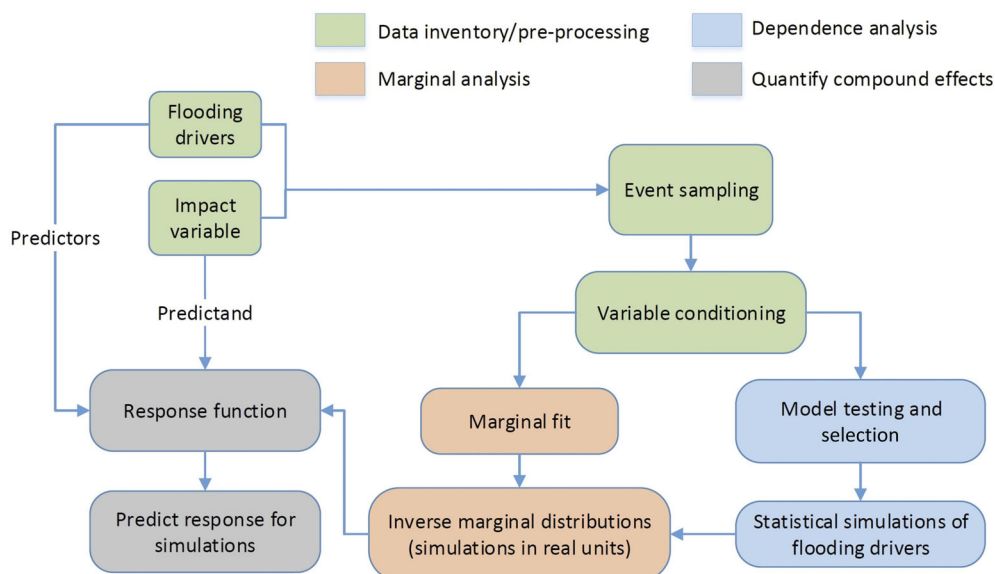 Data inventory/pre-processing
Dependence analysis
Marginal analysis
Quantify compound effects
Flooding
drivers
Event sampling
Impact
variable
Predictors
Predictand
Variable conditioning
Response function
Marginal fit
Model testing and
selection
Predict response for
simulations
Inverse marginal distributions
(simulations in real units)
Statistical simulations of
flooding drivers